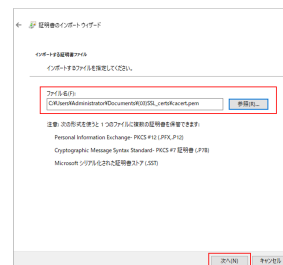 証明書のインポート ウィザード
インポートする証明書ファイル
インポートするファイルを指定してください。
ファイル名(F):
C:¥Users¥Administrator¥Documents¥(03)SSL_certs¥cacert.pem
参照(R)...
注意: 次の形式を使うと 1 つのファイルに複数の証明書を保管できます:
Personal Information Exchange- PKCS #12 (.PFX,.P12)
Cryptographic Message Syntax Standard- PKCS #7 証明書 (.P7B)
Microsoft シリアル化された証明書ストア (.SST)
次へ(N)
キャンセル